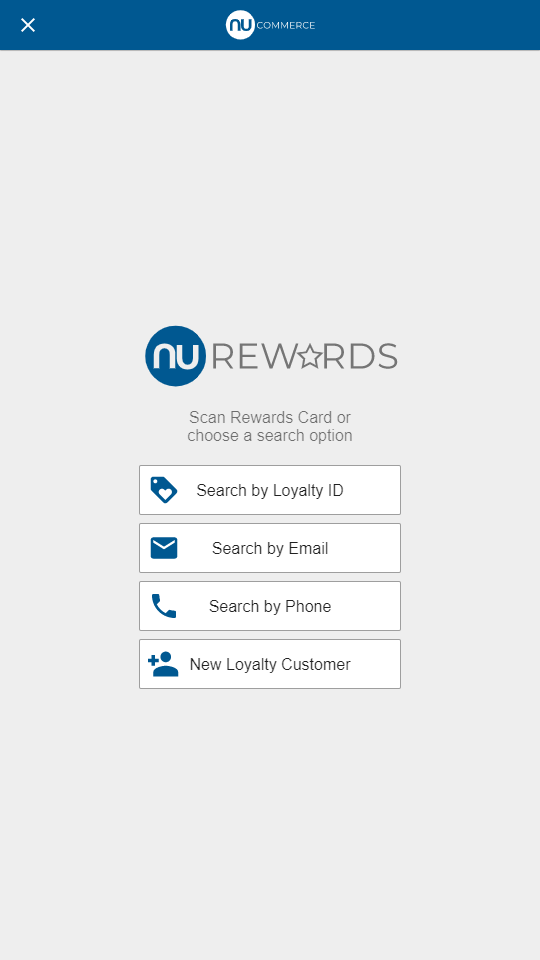 nu COMMERCE
nu REWARDS
Scan Rewards Card or
choose a search option
Search by Loyalty ID
Search by Email
Search by Phone
New Loyalty Customer